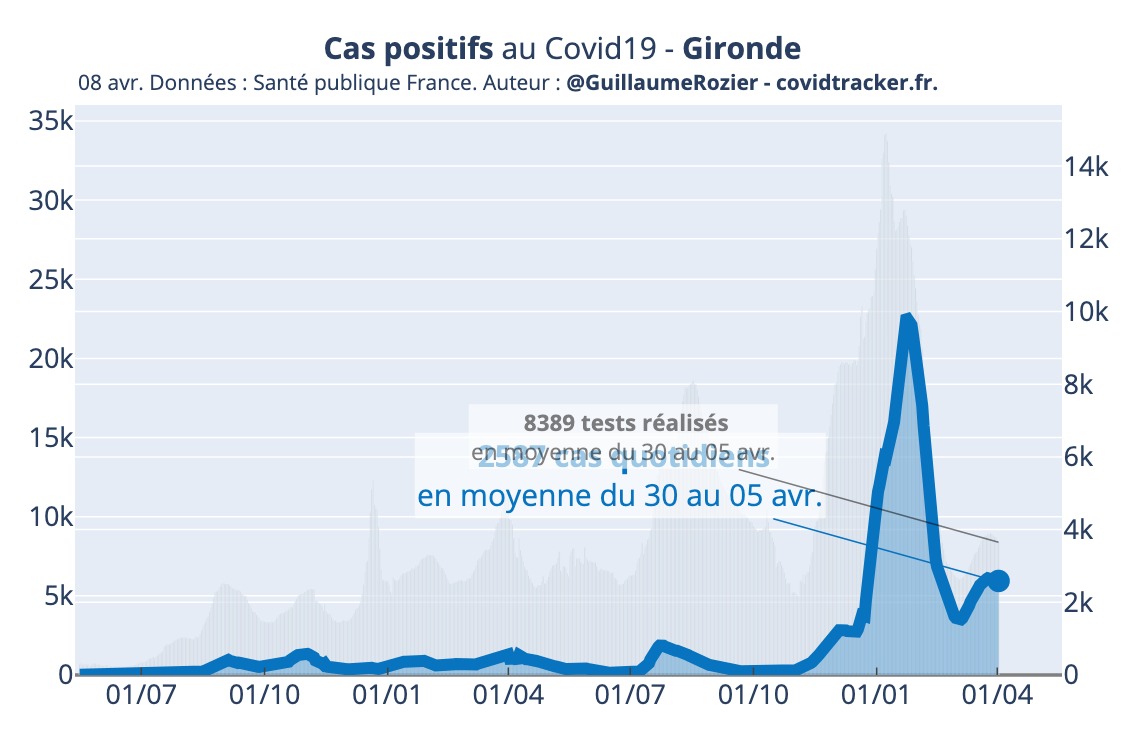 Cas positifs au Covid19 - Gironde
08 avr. Données : Santé publique France. Auteur : @GuillaumeRozier - covidtracker.fr.
35k
30k
25k
20k
15k
10k
5k
0
14k
12k
10k
8k
6k
4k
2k
0
8389 tests réalisés
en moyenne du 30 au 05 avr.
2587 cas quotidiens
en moyenne du 30 au 05 avr.
01/07
01/10
01/01
01/04
01/07
01/10
01/01
01/04